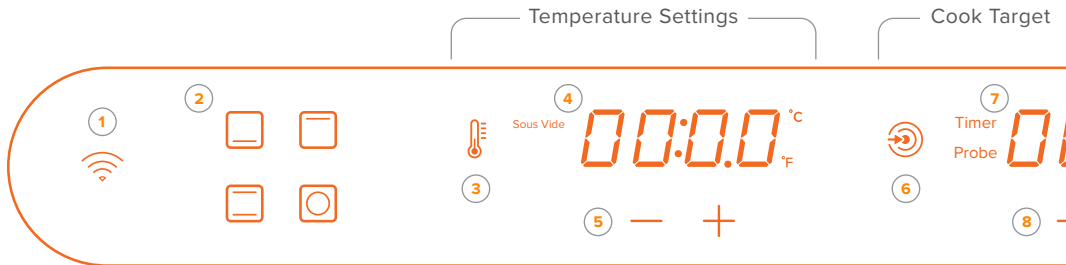 Temperature Settings
Cook Target
1
2
3
Sous Vide
4
00:0.0
°C
°F
5
6
7
Timer
Probe
8